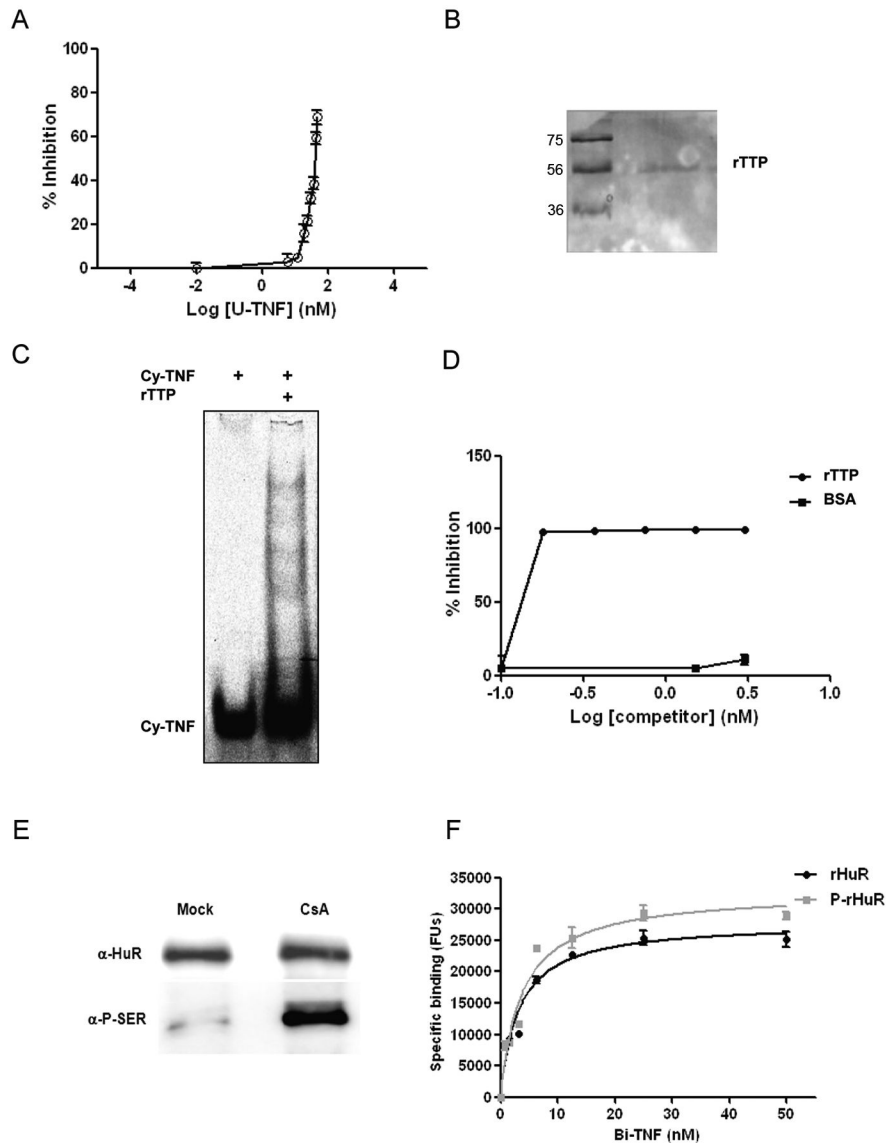 A
100
80
60
40
20
0
% Inhibition
-4 -2 0 2 4
Log [U-TNF] (nM)
B
75
56
36
rTTP
C
Cy-TNF + +
rTTP +
Cy-TNF
D
150
100
50
0
% Inhibition
-1.0 -0.5 0.0 0.5 1.0
Log [competitor] (nM)
rTTP
BSA
E
Mock CsA
α-HuR
α-P-SER
F
35000
30000
25000
20000
15000
10000
5000
0
Specific binding (FUs)
0 10 20 30 40 50
Bi-TNF (nM)
rHuR
P-rHuR